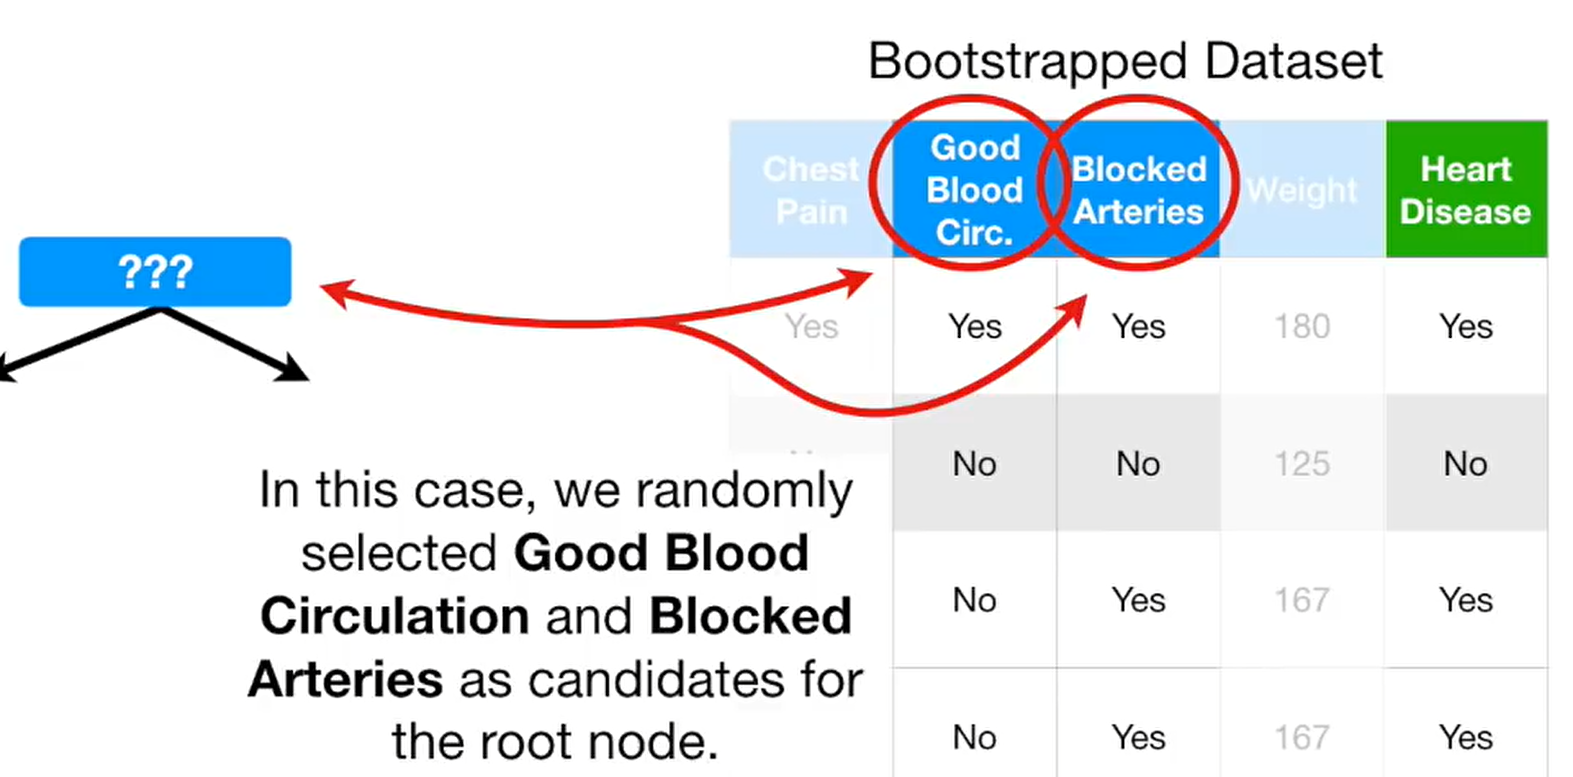 Bootstrapped Dataset
Chest
Pain
Good
Blood
Circ.
Blocked
Arteries
Weight
Heart
Disease
???
Yes Yes Yes 180 Yes
No No 125 No
No Yes 167 Yes
No Yes 167 Yes
In this case, we randomly
selected Good Blood
Circulation and Blocked
Arteries as candidates for
the root node.